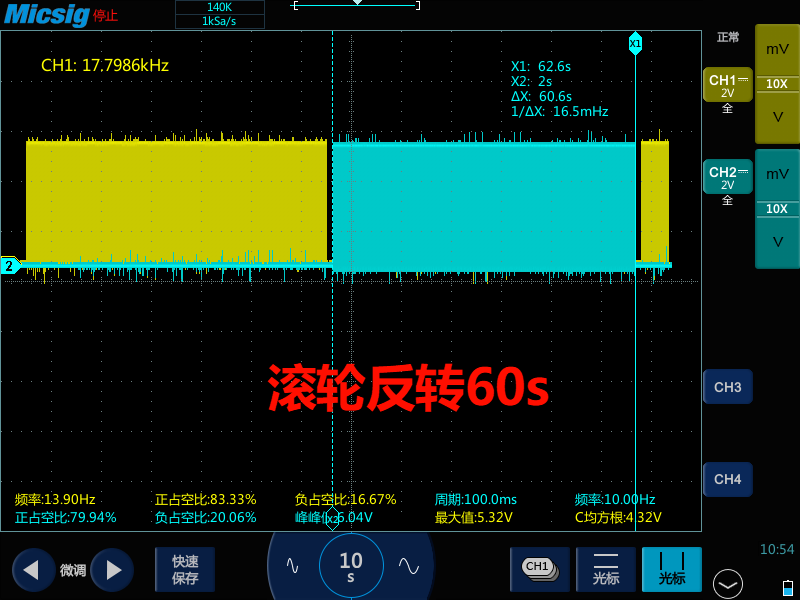 Micsig 停止
140K
1kSa/s
CH1: 17.7986kHz
X1
X1: 62.6s
X2: 2s
ΔX: 60.6s
1/ΔX: 16.5mHz
正常
CH1
2V
全
mV
10X
V
CH2
2V
全
mV
10X
V
2
滚轮反转60s
CH3
CH4
频率:13.90Hz 正占空比:83.33% 负占空比:16.67% 周期:100.0ms 频率:10.00Hz
正占空比:79.94% 负占空比:20.06% 峰峰值:6.04V 最大值:5.32V C均方根:4.32V
X2
微调
快速
保存
10
s
CH1
光标
光标
10:54